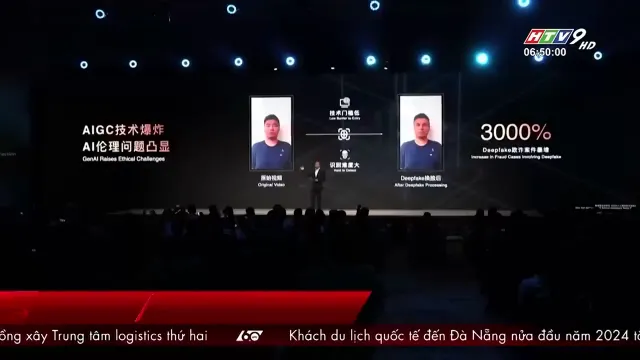 HTV9 HD
06:50:00
AIGC技术爆炸
AI伦理问题凸显
GenAI Raises Ethical Challenges
技术门槛低
Low Barrier to Entry
识别难度大
Hard to Detect
原始视频
Original Video
Deepfake换脸后
After Deepfake Processing
3000%
Deepfake欺诈案件暴增
Increase in Fraud Cases Involving Deepfake
ồng xây Trung tâm logistics thứ hai
Khách du lịch quốc tế đến Đà Nẵng nửa đầu năm 2024 t